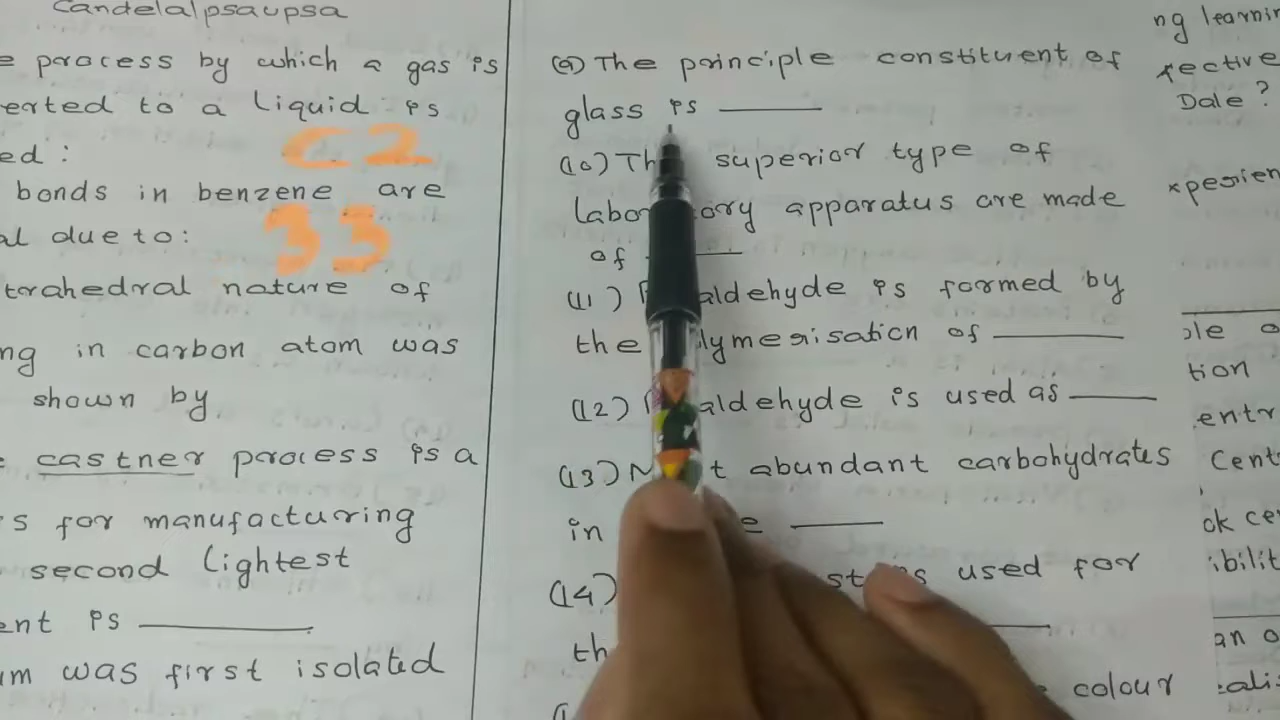 Candelalpsaupsa
process by which a gas is
erted to a liquid is
ed :
C2
bonds in benzene are
al due to:
33
trahedral nature of
ng in carbon atom was
shown by
castner process is a
s for manufacturing
second lightest
ent is
um was first isolated
(9) The principle constituent of
glass is
(10) The superior type of
laboratory apparatus are made
of
(11) aldehyde is formed by
the lymerisation of
(12) aldehyde is used as
(13) M t abundant carbohydrates
in
(14) used for
th
colour
ng learnin
rective
Dale ?
xperien
ple o
tion
entr
Cent
ck ce
ibilit
an o